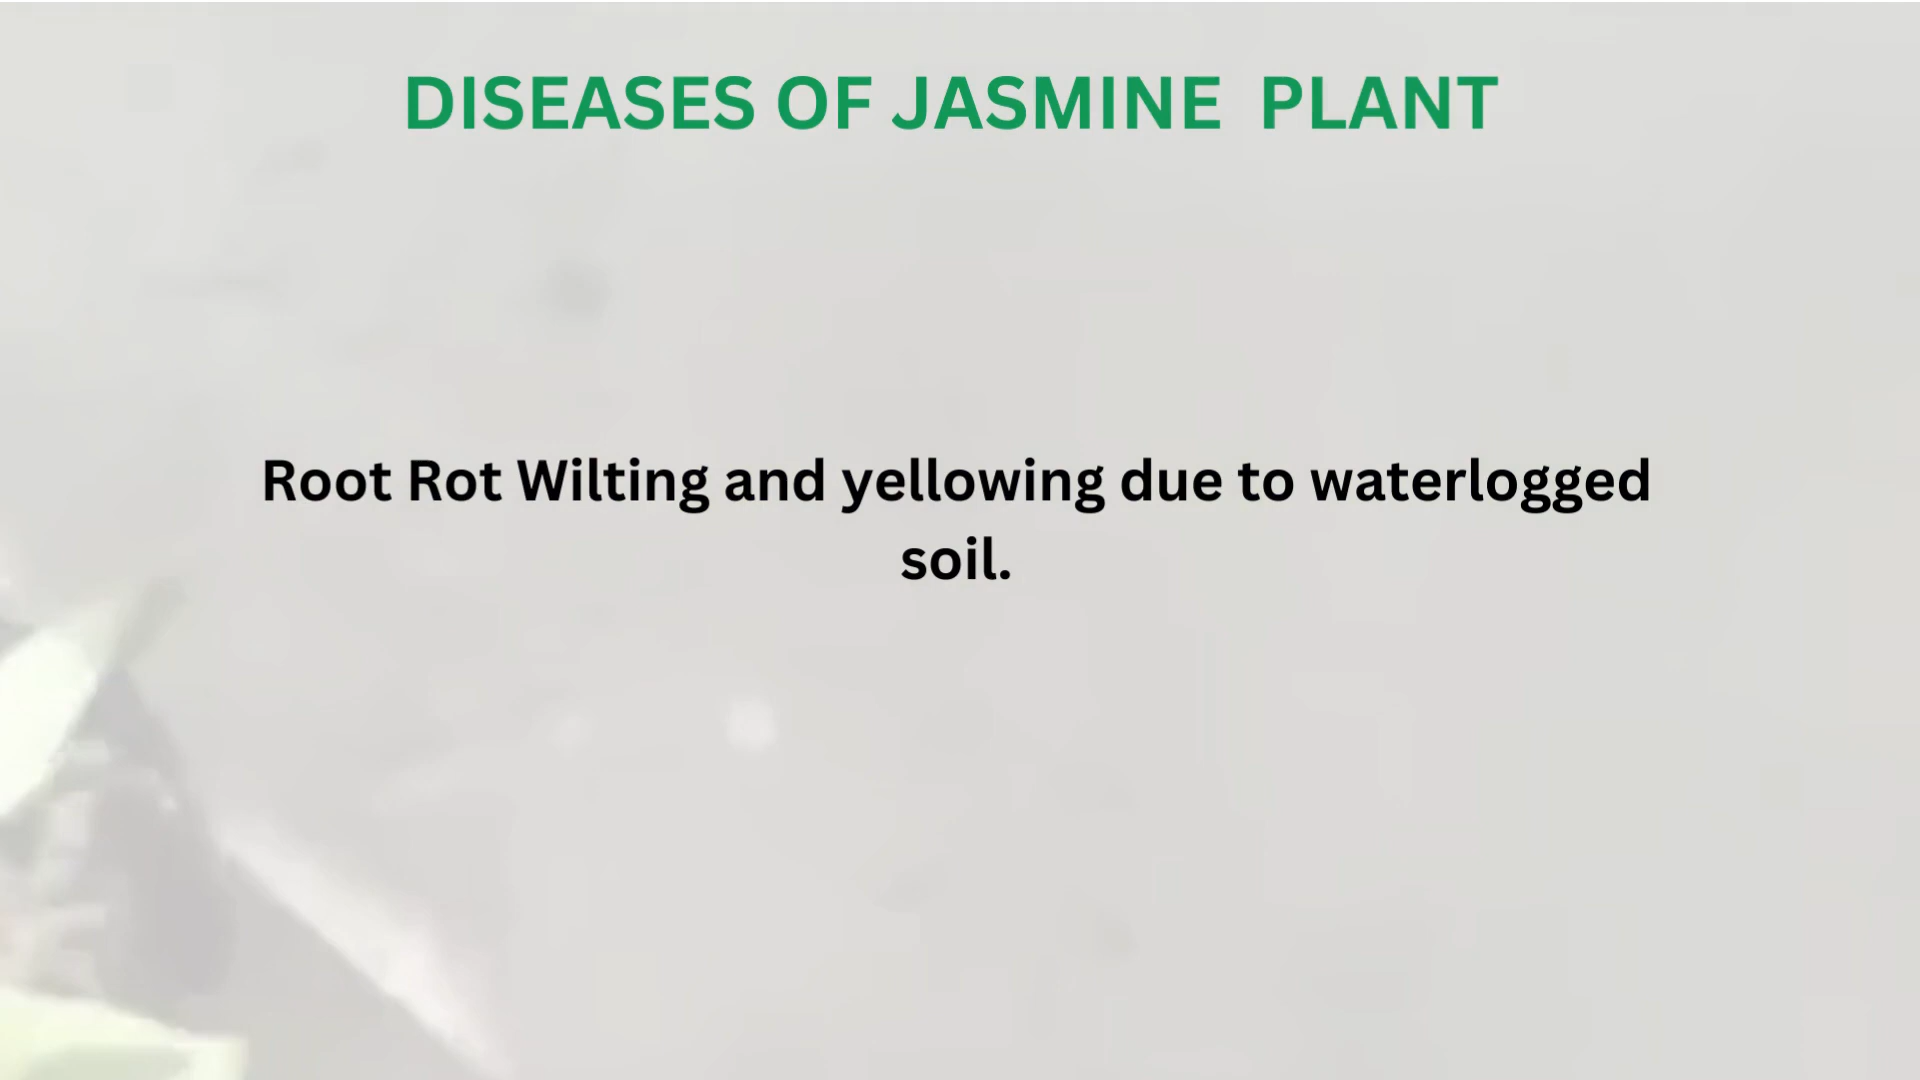 DISEASES OF JASMINE  PLANT
Root Rot Wilting and yellowing due to waterlogged
soil.